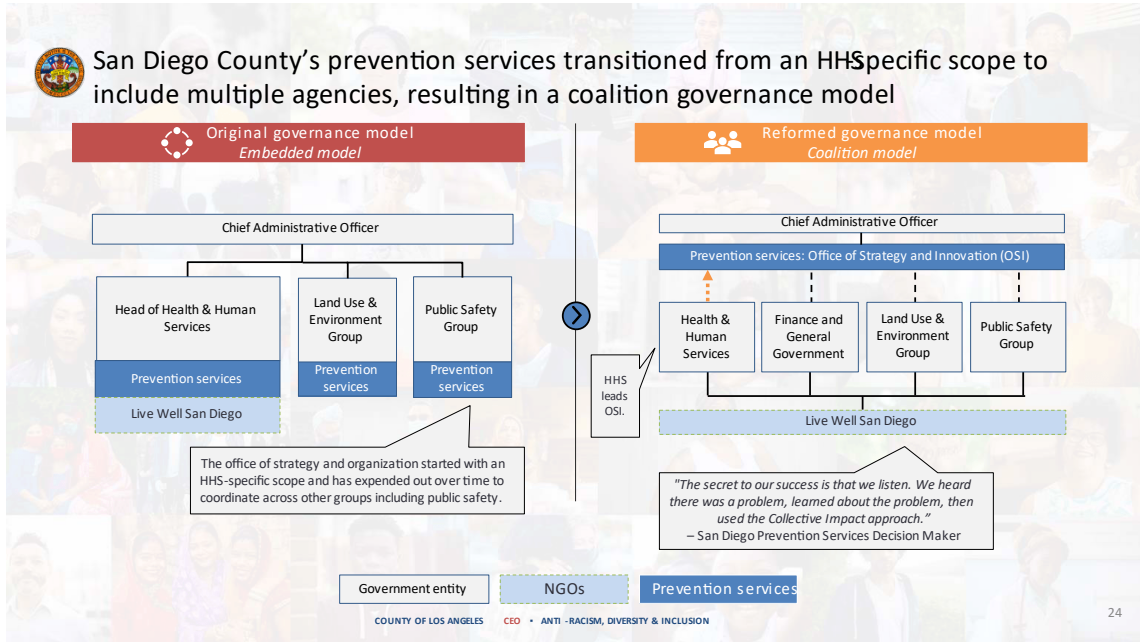 San Diego County's prevention services transitioned from an HHS-specific scope to
include multiple agencies, resulting in a coalition governance model
Original governance model
Embedded model
Chief Administrative Officer
Head of Health & Human
Services
Prevention services
Live Well San Diego
Land Use &
Environment
Group
Prevention
services
Public Safety
Group
Prevention
services
The office of strategy and organization started with an
HHS-specific scope and has expended out over time to
coordinate across other groups including public safety.
Reformed governance model
Coalition model
Chief Administrative Officer
Prevention services: Office of Strategy and Innovation (OSI)
Health &
Human
Services
Finance and
General
Government
Land Use &
Environment
Group
Public Safety
Group
HHS
leads
OSI.
Live Well San Diego
"The secret to our success is that we listen. We heard
there was a problem, learned about the problem, then
used the Collective Impact approach.”
– San Diego Prevention Services Decision Maker
Government entity
NGOs
Prevention services
COUNTY OF LOS ANGELES CEO • ANTI -RACISM, DIVERSITY & INCLUSION
24